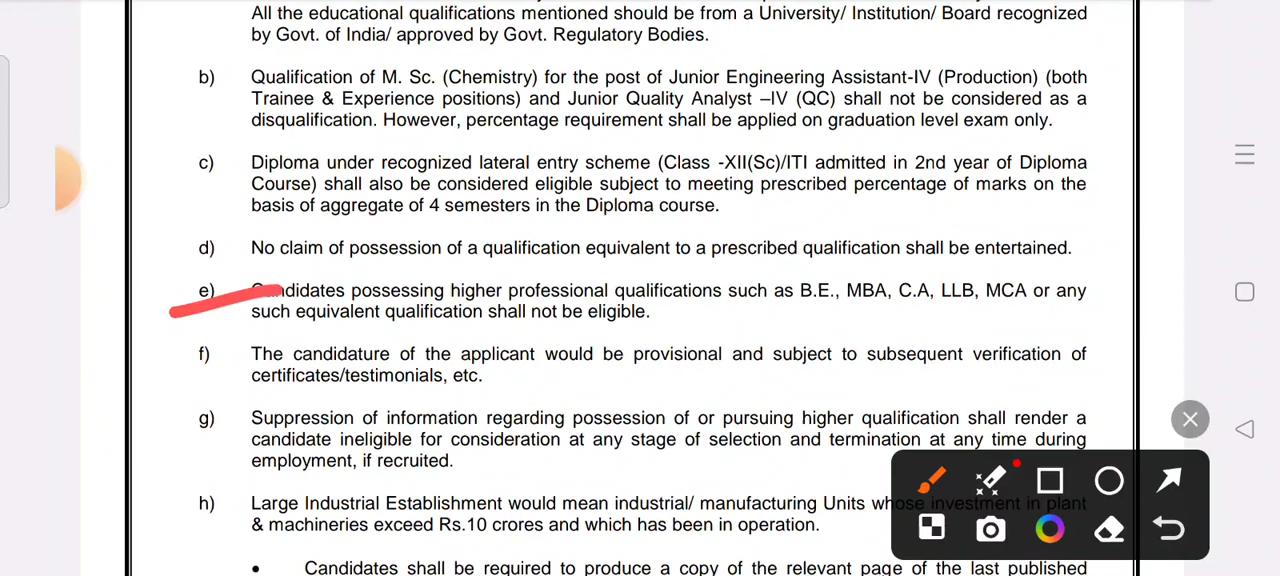 All the educational qualifications mentioned should be from a University/ Institution/ Board recognized
by Govt. of India/ approved by Govt. Regulatory Bodies.
b) Qualification of M. Sc. (Chemistry) for the post of Junior Engineering Assistant-IV (Production) (both
Trainee & Experience positions) and Junior Quality Analyst –IV (QC) shall not be considered as a
disqualification. However, percentage requirement shall be applied on graduation level exam only.
c) Diploma under recognized lateral entry scheme (Class -XII(Sc)/ITI admitted in 2nd year of Diploma
Course) shall also be considered eligible subject to meeting prescribed percentage of marks on the
basis of aggregate of 4 semesters in the Diploma course.
d) No claim of possession of a qualification equivalent to a prescribed qualification shall be entertained.
e) Candidates possessing higher professional qualifications such as B.E., MBA, C.A, LLB, MCA or any
such equivalent qualification shall not be eligible.
f) The candidature of the applicant would be provisional and subject to subsequent verification of
certificates/testimonials, etc.
g) Suppression of information regarding possession of or pursuing higher qualification shall render a
candidate ineligible for consideration at any stage of selection and termination at any time during
employment, if recruited.
h) Large Industrial Establishment would mean industrial/ manufacturing Units whose investment in plant
& machineries exceed Rs.10 crores and which has been in operation.
• Candidates shall be required to produce a copy of the relevant page of the last published